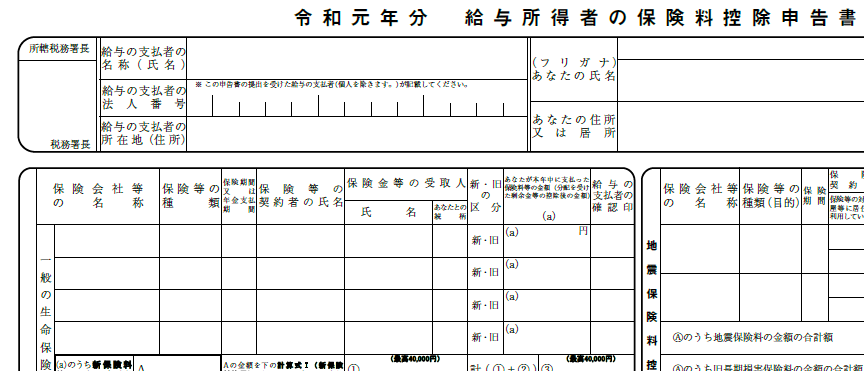 令和元年分 給与所得者の保険料控除申告書
所轄税務署長
税務署長
給与の支払者の
名称(氏名)
給与の支払者の
法人番号
※ この申告書の提出を受けた給与の支払者(個人を除きます。)が記載してください。
給与の支払者の
所在地(住所)
(フリガナ)
あなたの氏名
あなたの住所
又は居所
保険会社等
の名称
保険等の
種類
保険期間
又は
年金支払
期間
保険等の
契約者の氏名
保険金等の受取人
氏名
あなたとの
続柄
新・旧
の
区分
あなたが本年中に支払った
保険料等の金額(分配を受け
た剰余金等の控除後の金額)
(a)
給与の
支払者の
確認印
一般の生命保険
新・旧
(a)
円
新・旧
(a)
新・旧
(a)
新・旧
(a)
(a)のうち新保険料
A
Aの金額を下の計算式Ⅰ(新保険
(最高40,000円)
①
計(①+②)
③
(最高40,000円)
地震保険料控
保険会社等
の名称
保険等の
種類(目的)
保険
期間
保険
契約
保険等の対
屋等に居住
利用してい
Ⓐのうち地震保険料の金額の合計額
Ⓐのうち旧長期損害保険料の金額の合計額